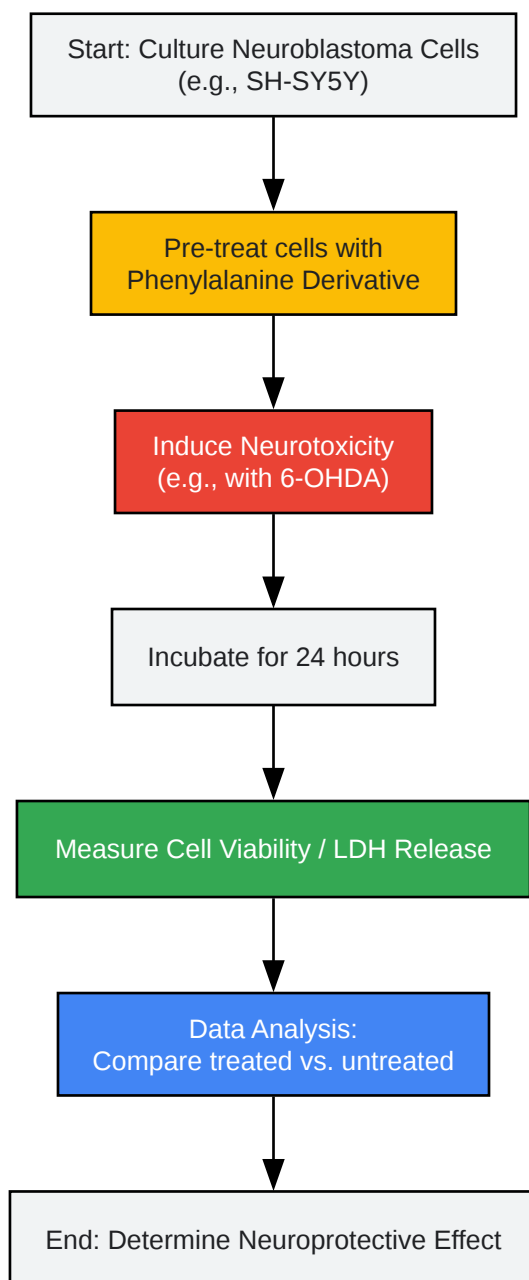 Start: Culture Neuroblastoma Cells
(e.g., SH-SY5Y)
Pre-treat cells with
Phenylalanine Derivative
Induce Neurotoxicity
(e.g., with 6-OHDA)
Incubate for 24 hours
Measure Cell Viability / LDH Release
Data Analysis:
Compare treated vs. untreated
End: Determine Neuroprotective Effect